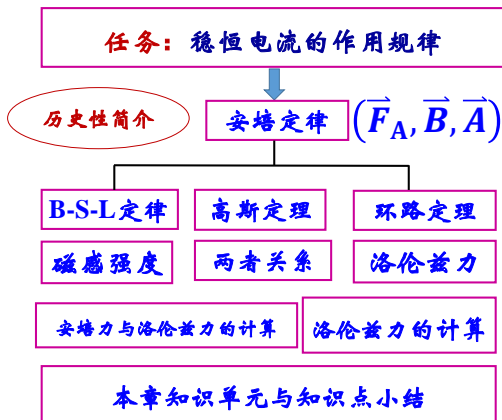 任务：稳恒电流的作用规律
历史性简介
安培定律 (F⃗_A, B⃗, A⃗)
B-S-L定律 高斯定理 环路定理
磁感强度 两者关系 洛伦兹力
安培力与洛伦兹力的计算 洛伦兹力的计算
本章知识单元与知识点小结